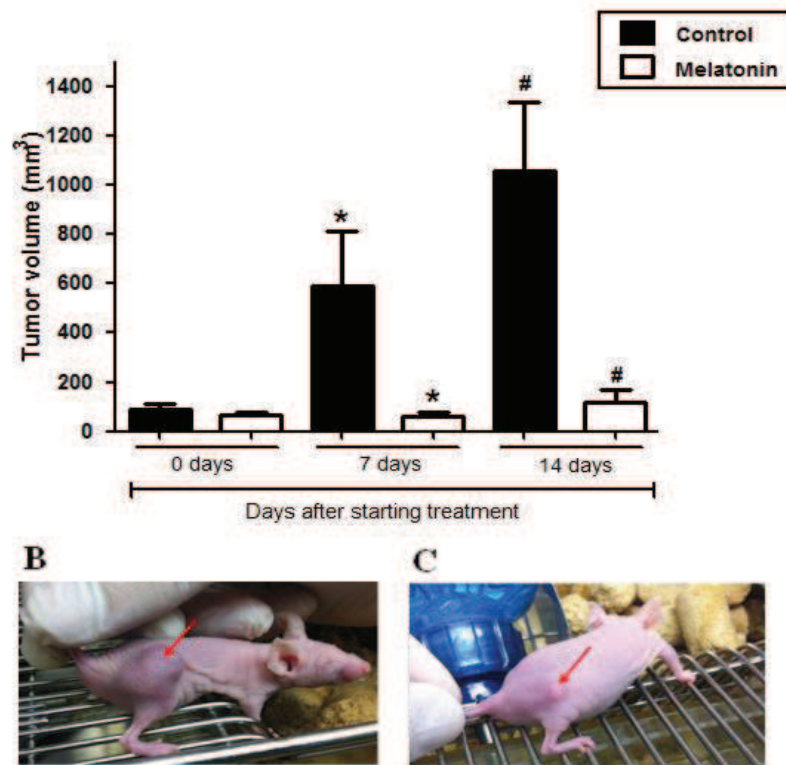 Control
Melatonin
Tumor volume (mm³)
1400
#
1200
1000
800
*
600
400
200
#
*
0
0 days
7 days
14 days
Days after starting treatment
B
C